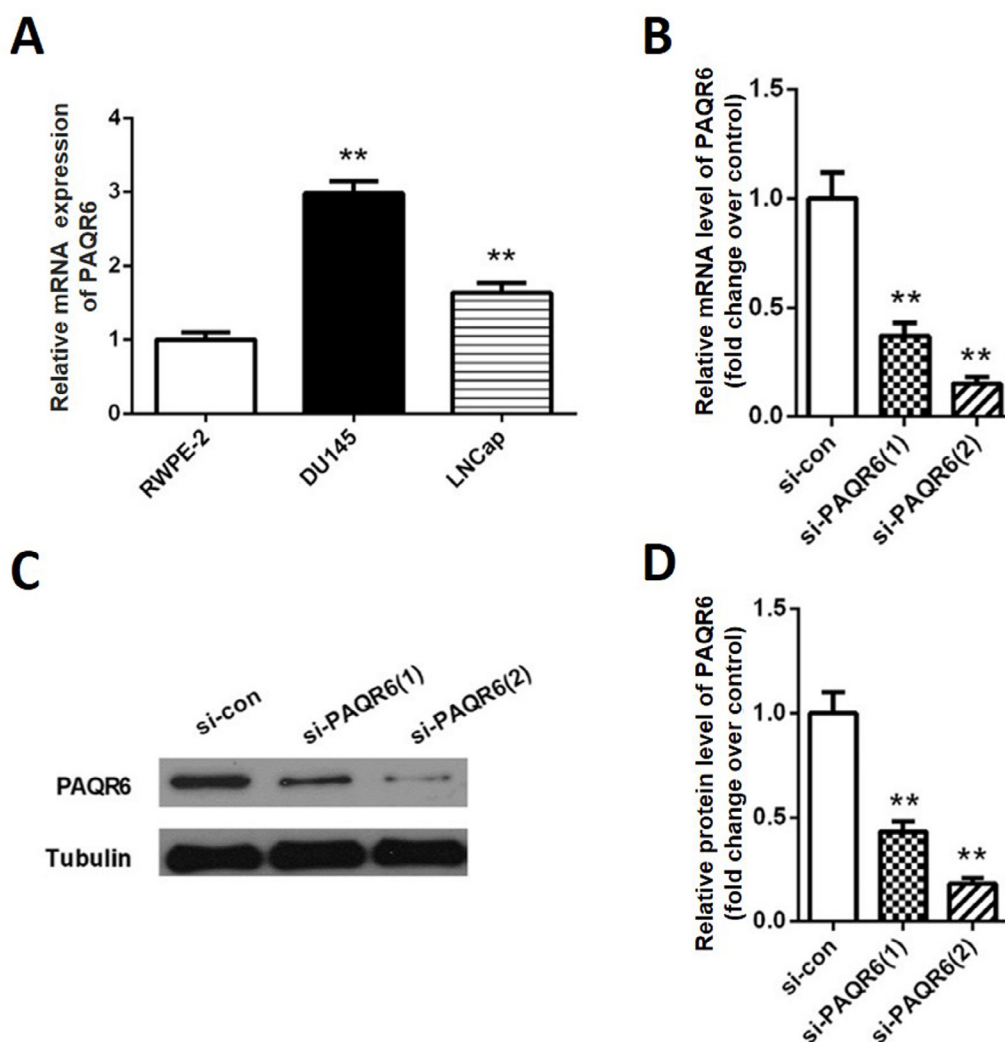 A
Relative mRNA expression
of PAQR6
4
3
2
1
0
**
**
RWPE-2
DU145
LNCap
B
Relative mRNA level of PAQR6
(fold change over control)
1.5
1.0
0.5
0.0
**
**
si-con
si-PAQR6(1)
si-PAQR6(2)
C
si-con
si-PAQR6(1)
si-PAQR6(2)
PAQR6
Tubulin
D
Relative protein level of PAQR6
(fold change over control)
1.5
1.0
0.5
0.0
**
**
si-con
si-PAQR6(1)
si-PAQR6(2)